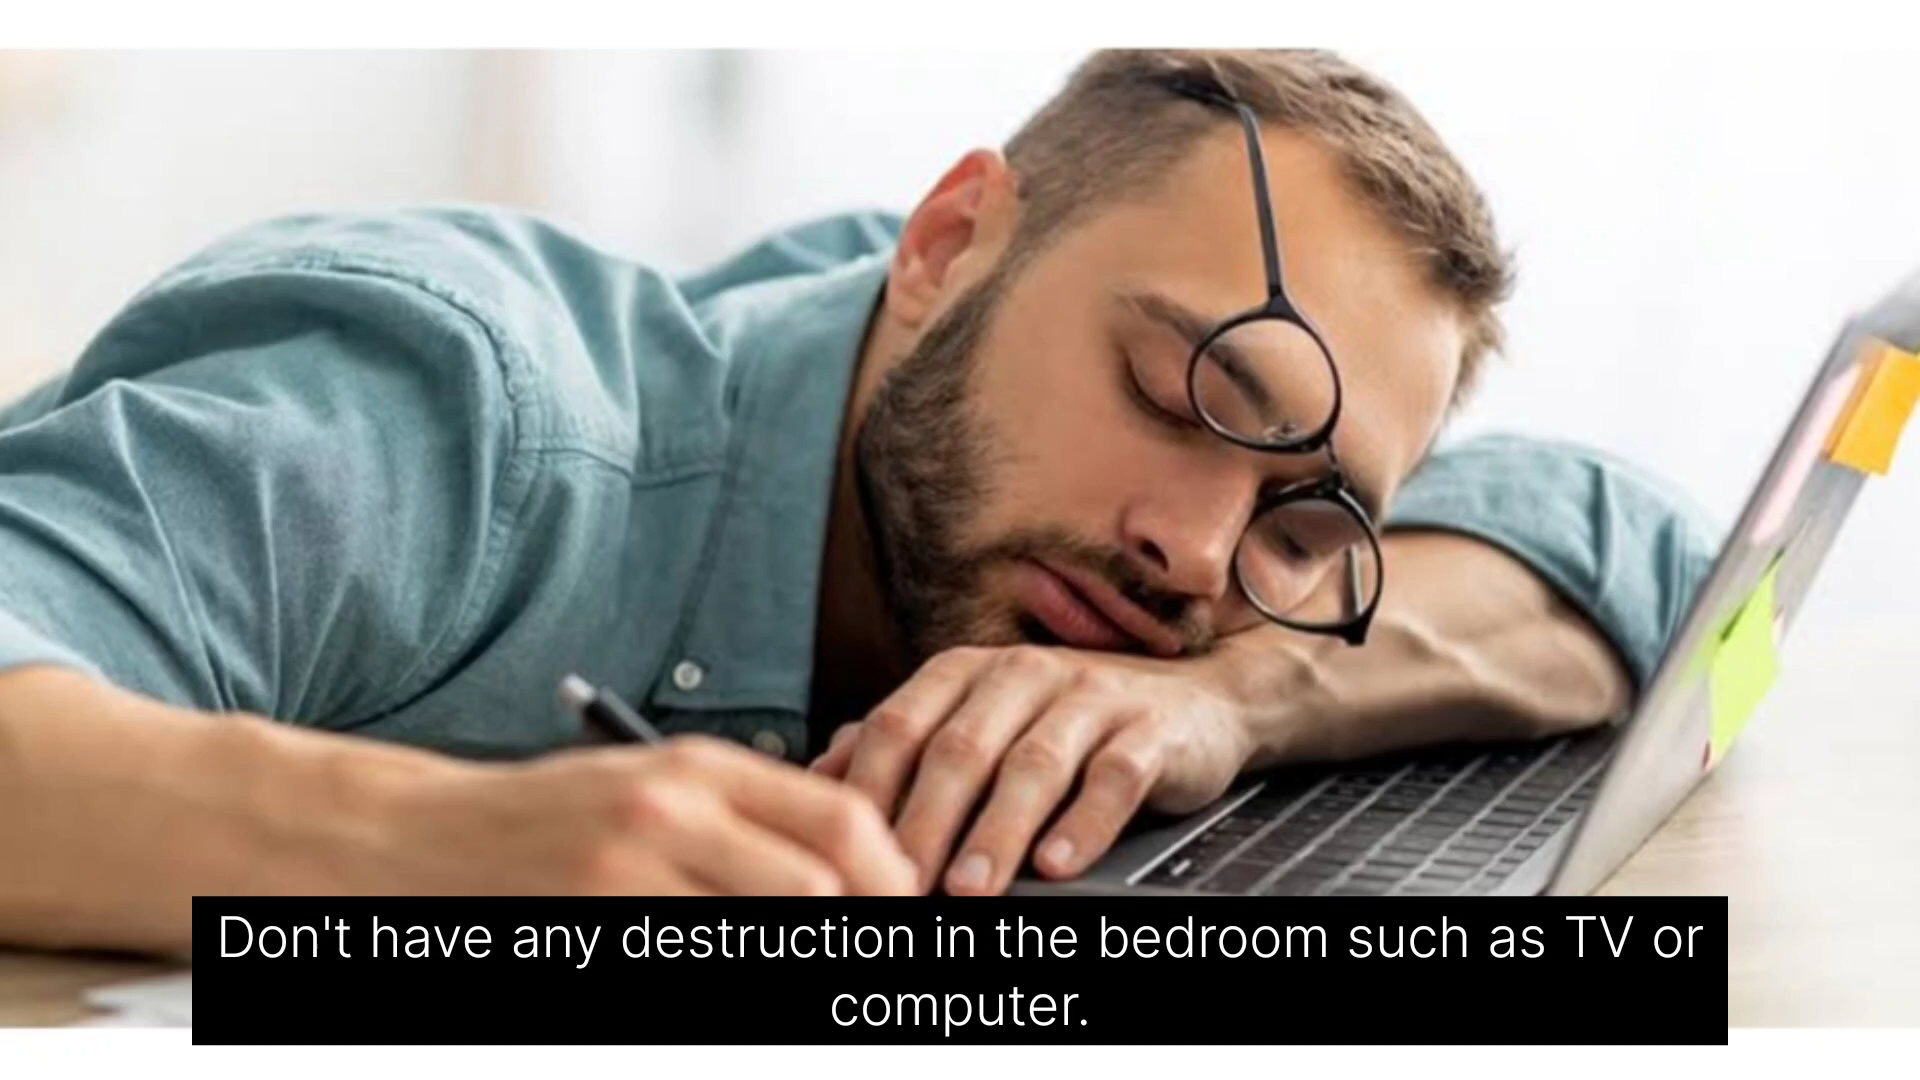 Don't have any destruction in the bedroom such as TV or
computer.